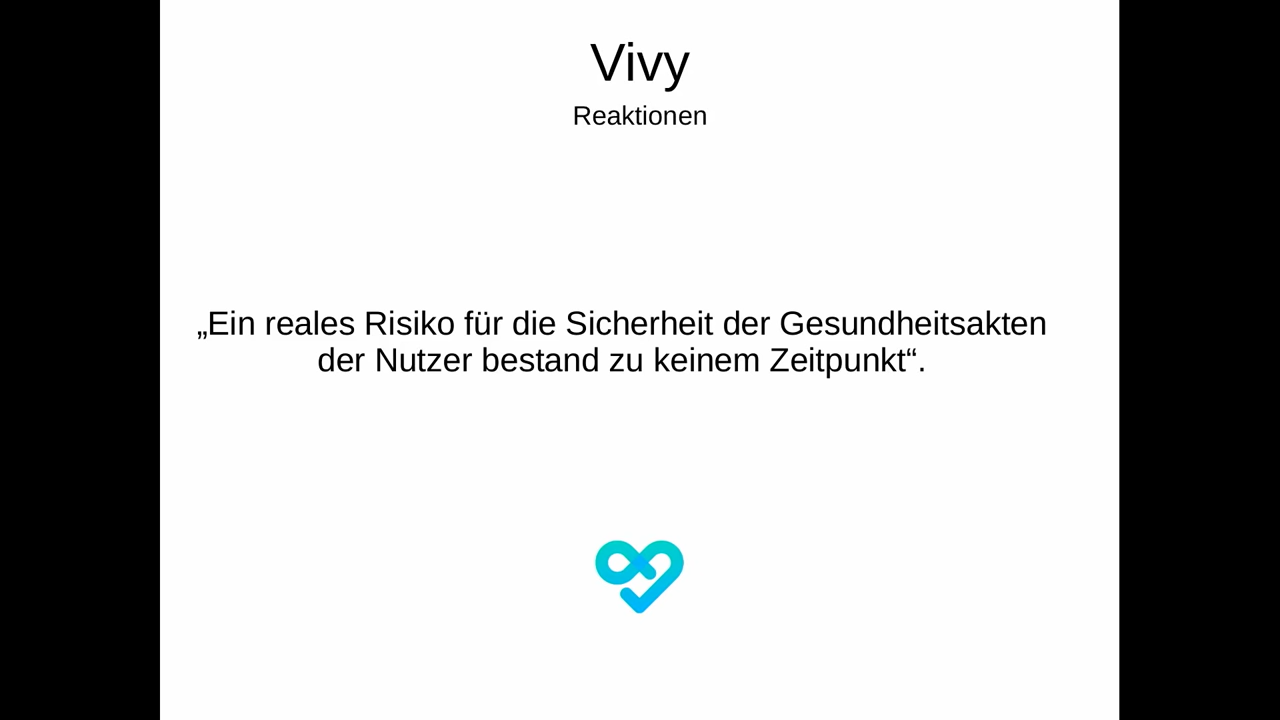 Vivy
Reaktionen
„Ein reales Risiko für die Sicherheit der Gesundheitsakten
der Nutzer bestand zu keinem Zeitpunkt“.